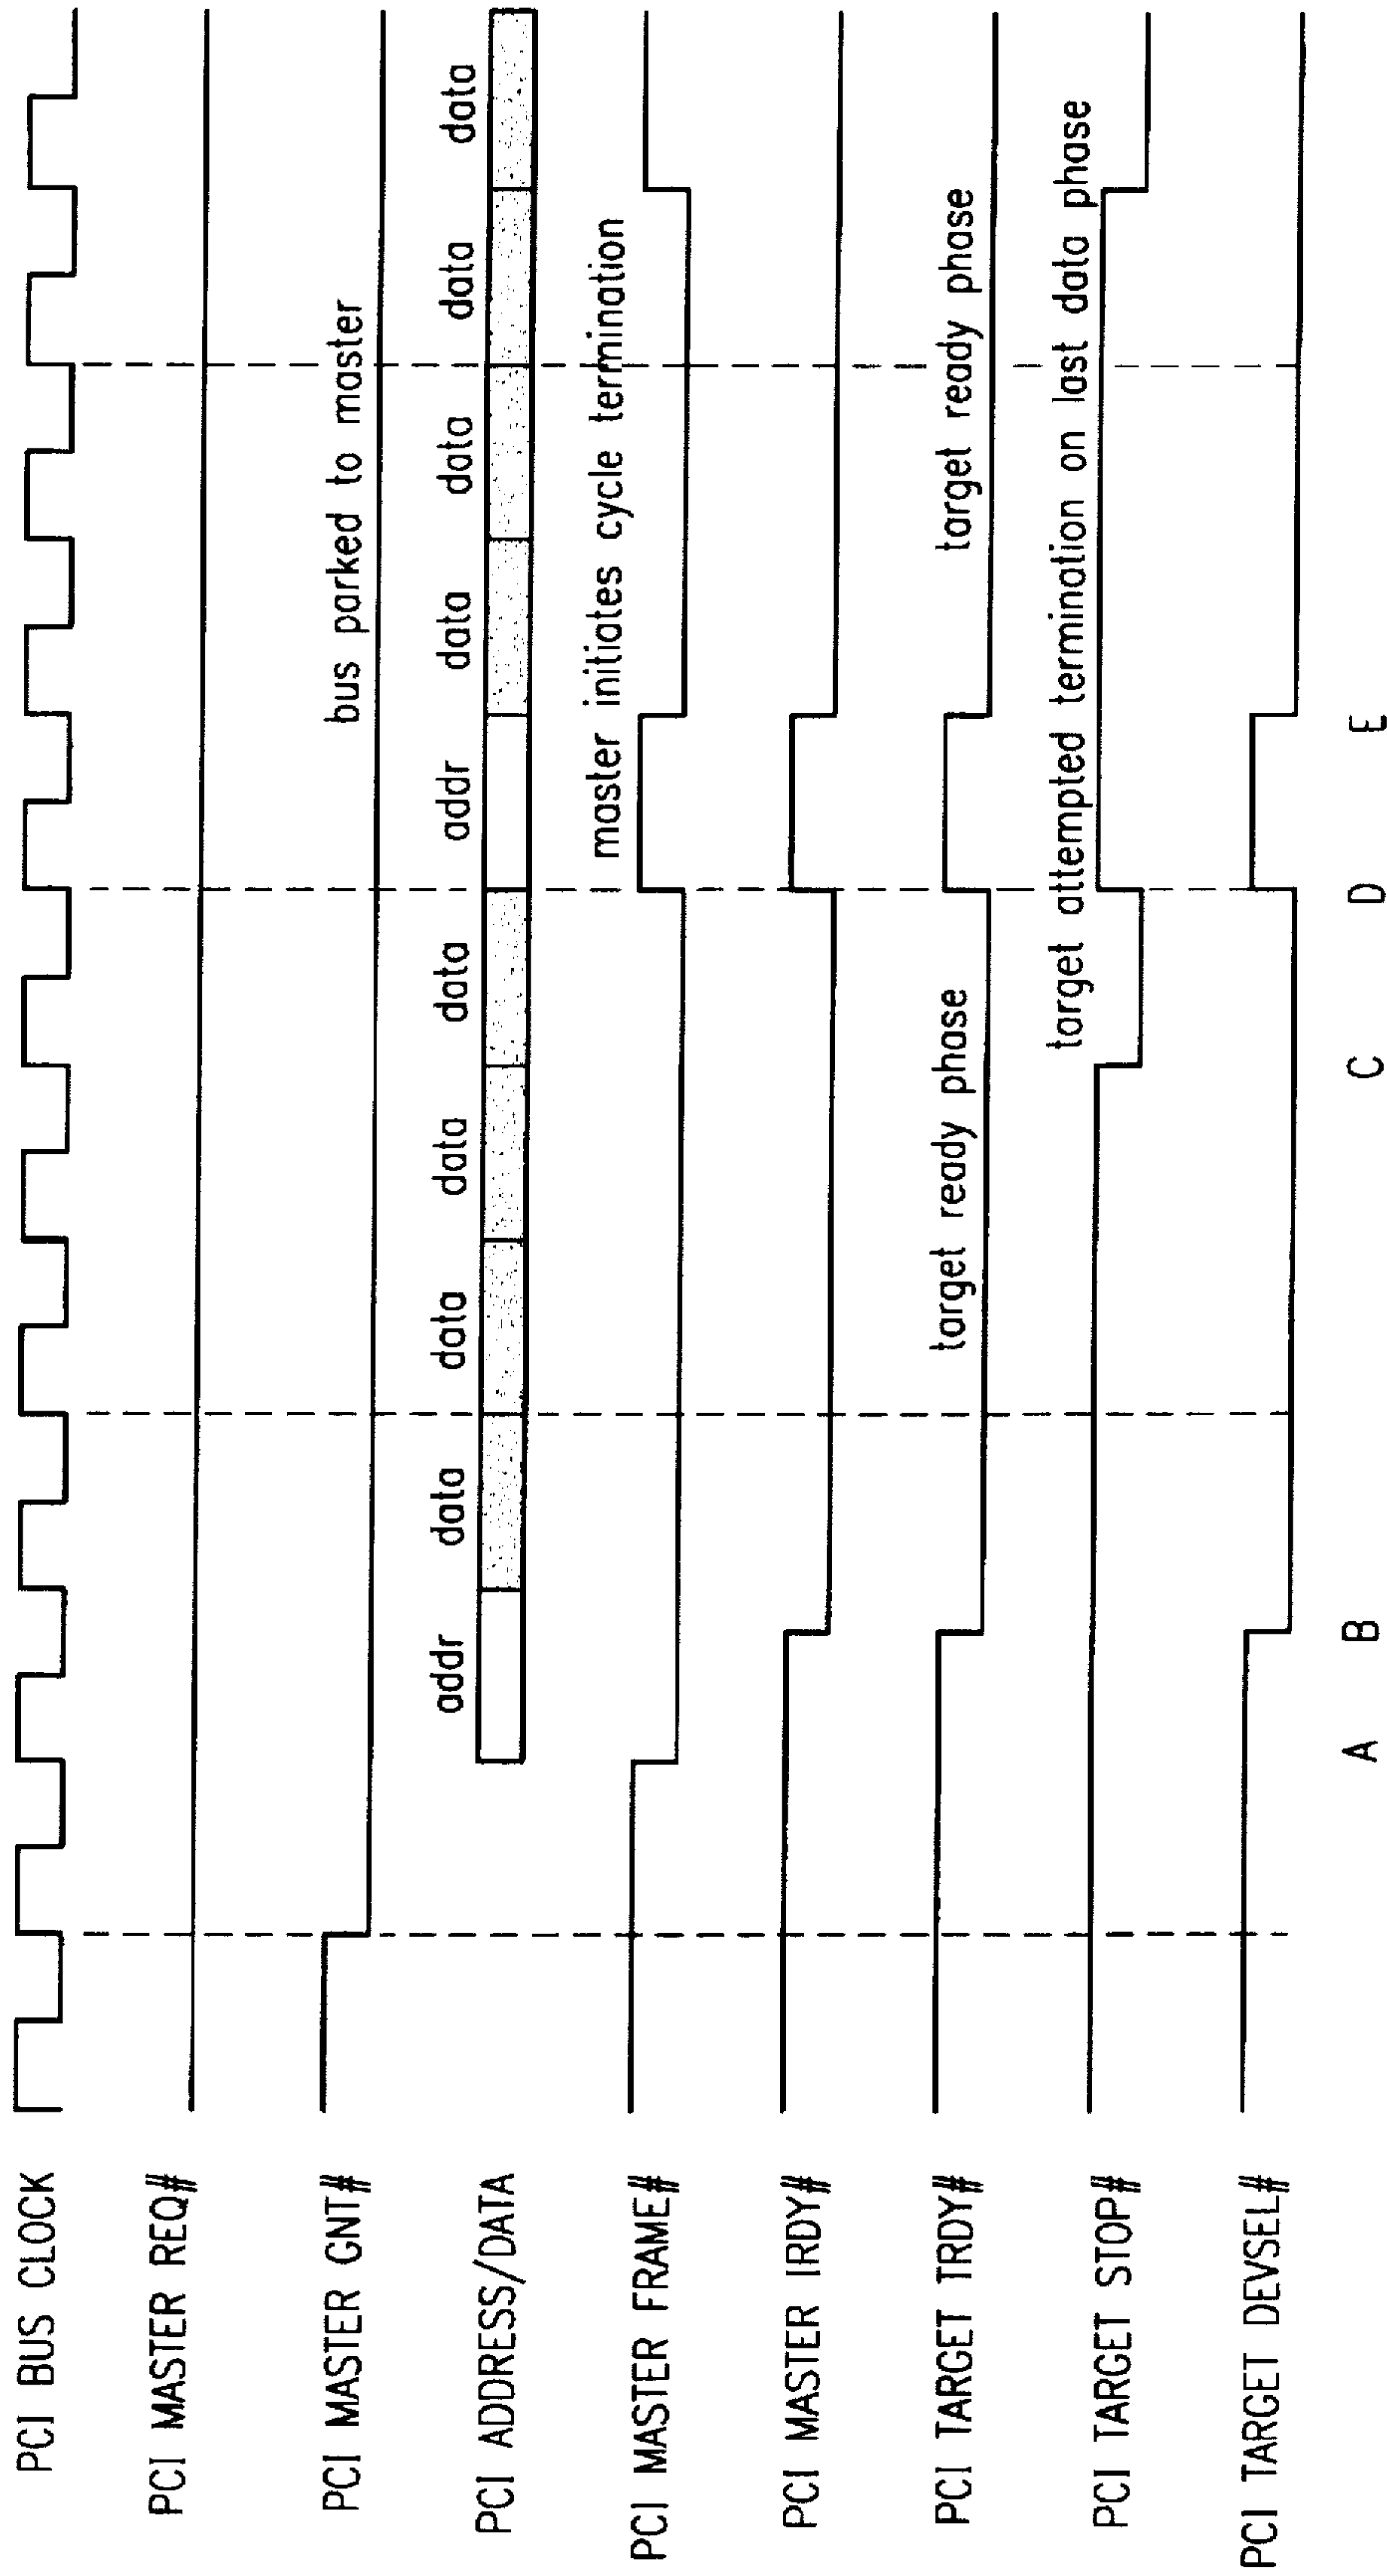 PCI BUS CLOCK
PCI MASTER REQ#
PCI MASTER GNT#
bus parked to master
PCI ADDRESS/DATA
addr data data data data addr data data data data
PCI MASTER FRAME#
master initiates cycle termination
PCI MASTER IRDY#
PCI TARGET TRDY#
target ready phase target ready phase
PCI TARGET STOP#
target attempted termination on last data phase
PCI TARGET DEVSEL#
A B C D E